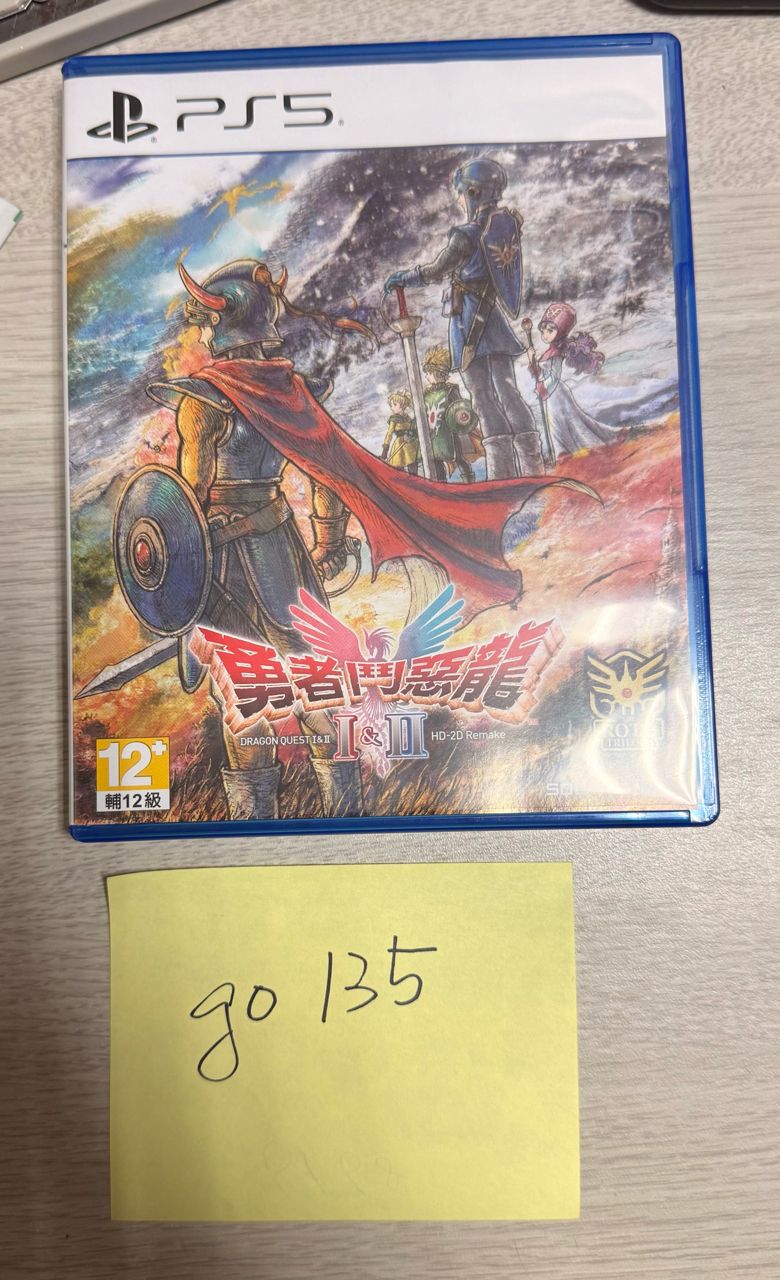 PS5
勇者鬥惡龍
DRAGON QUEST I&II
I & II
HD-2D Remake
12+
輔12級
go 135